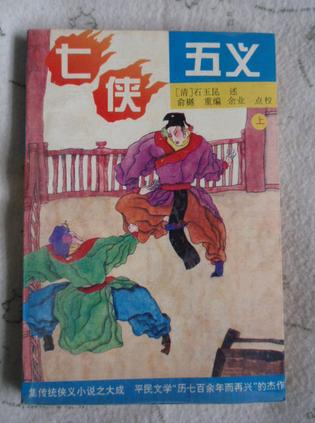 七侠
五义
[清]石玉昆 述
俞樾 重编 金业 点校
上
集传统侠义小说之大成 平民文学"历七百余年而再兴"的杰作